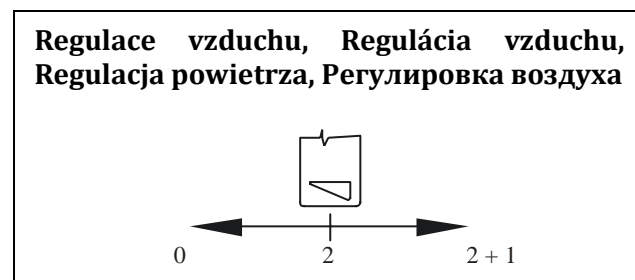 Regulace vzduchu, Regulácia vzduchu,
Regulacja powietrza, Регулировка воздуха
0 2 2 + 1